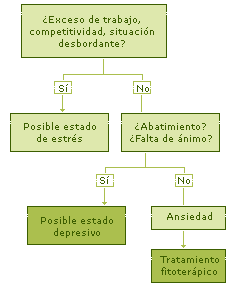 ¿Exceso de trabajo,
competitividad, situación
desbordante?
Sí
No
Posible estado
de estrés
¿Abatimiento?
¿Falta de ánimo?
Sí
No
Posible estado
depresivo
Ansiedad
Tratamiento
fitoterápico